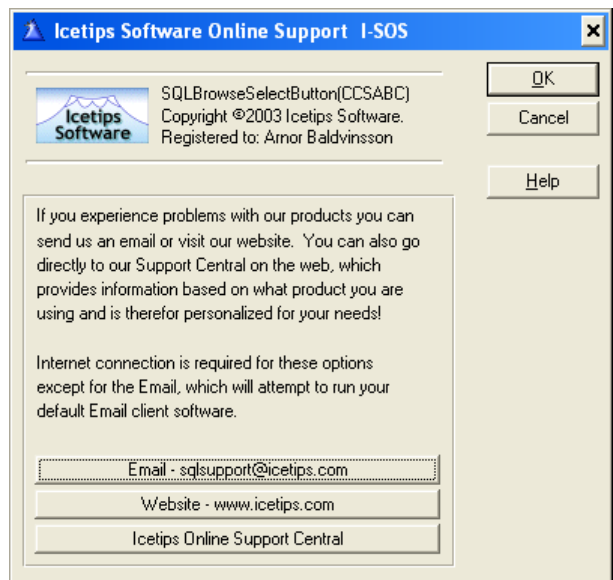 Icetips Software Online Support I-SOS
Icetips
Software
SQLBrowseSelectButton(CCSABC)
Copyright ©2003 Icetips Software.
Registered to: Arnor Baldvinsson
OK
Cancel
Help
If you experience problems with our products you can
send us an email or visit our website. You can also go
directly to our Support Central on the web, which
provides information based on what product you are
using and is therefor personalized for your needs!
Internet connection is required for these options
except for the Email, which will attempt to run your
default Email client software.
Email - sqlsupport@icetips.com
Website - www.icetips.com
Icetips Online Support Central